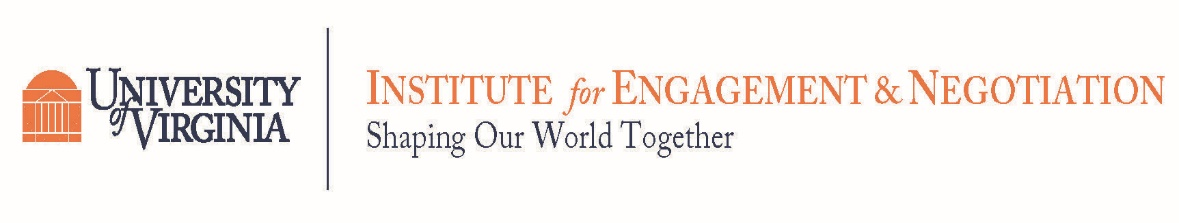 UNIVERSITY
of VIRGINIA
INSTITUTE for ENGAGEMENT & NEGOTIATION
Shaping Our World Together